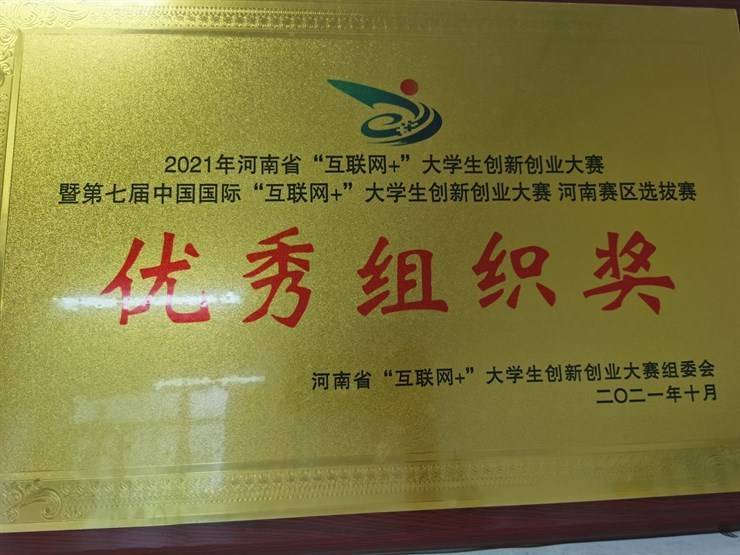 2021年河南省“互联网+”大学生创新创业大赛
暨第七届中国国际“互联网+”大学生创新创业大赛 河南赛区选拔赛
优秀组织奖
河南省“互联网+”大学生创新创业大赛组委会
二〇二一年十月